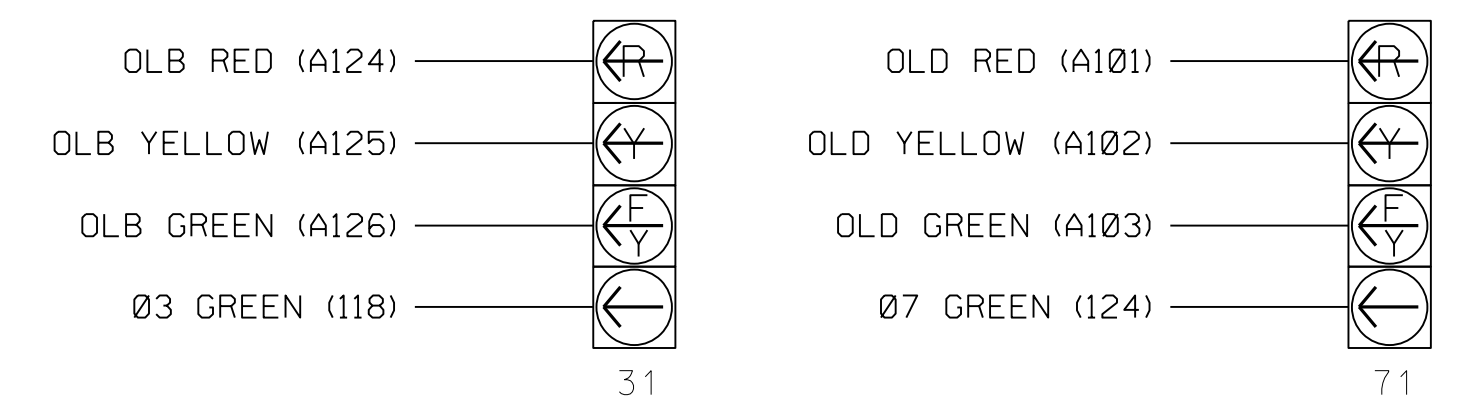 OLB RED (A124)
R
OLB YELLOW (A125)
Y
OLB GREEN (A126)
F
Y
Ø3 GREEN (118)
31
OLD RED (A1Ø1)
R
OLD YELLOW (A1Ø2)
Y
OLD GREEN (A1Ø3)
F
Y
Ø7 GREEN (124)
71